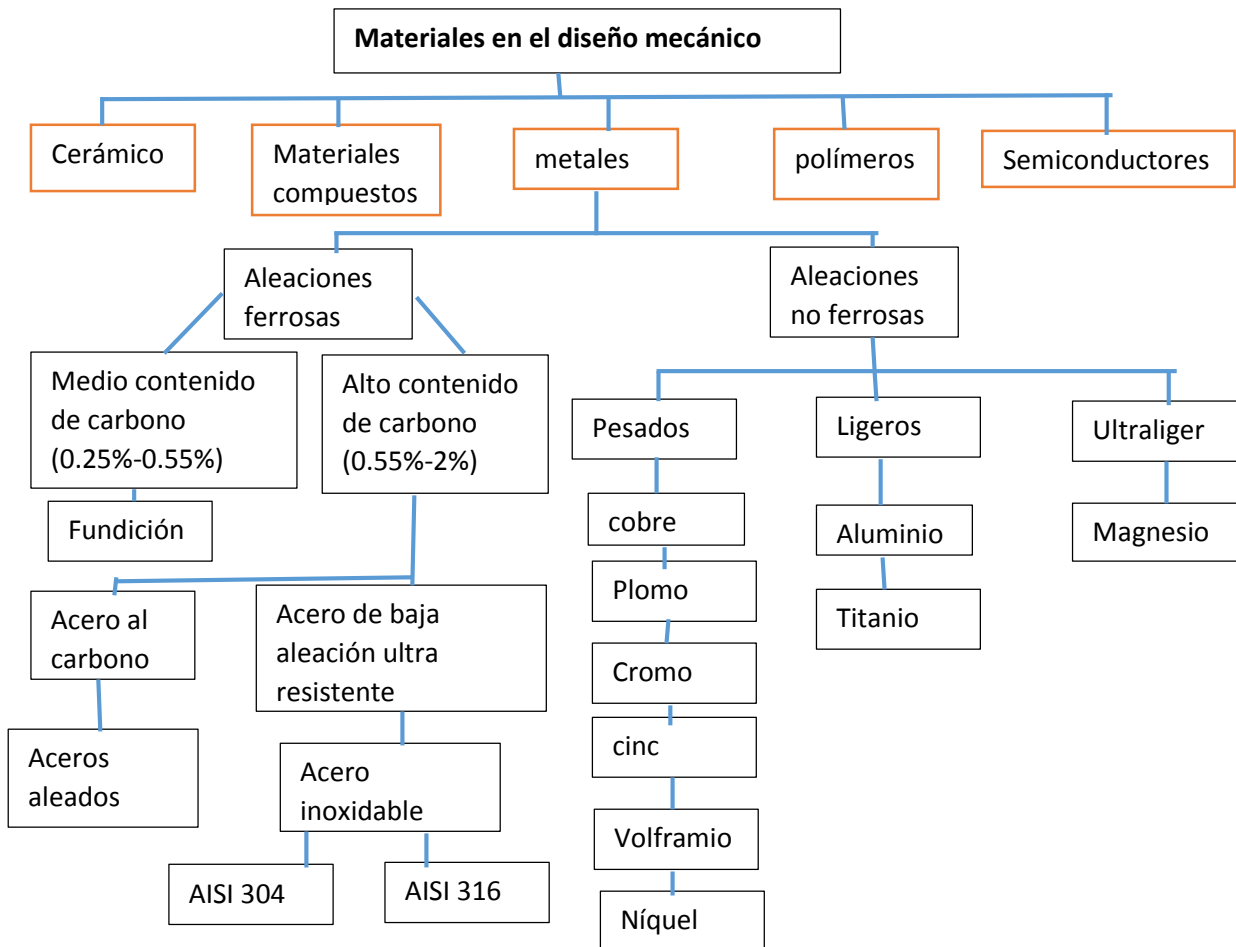 Materiales en el diseño mecánico
Cerámico
Materiales
compuestos
metales
polímeros
Semiconductores
Aleaciones
ferrosas
Aleaciones
no ferrosas
Medio contenido
de carbono
(0.25%-0.55%)
Alto contenido
de carbono
(0.55%-2%)
Pesados
Ligeros
Ultraliger
Fundición
cobre
Aluminio
Magnesio
Acero al
carbono
Acero de baja
aleación ultra
resistente
Plomo
Titanio
Cromo
Aceros
aleados
Acero
inoxidable
cinc
Volframio
AISI 304
AISI 316
Níquel